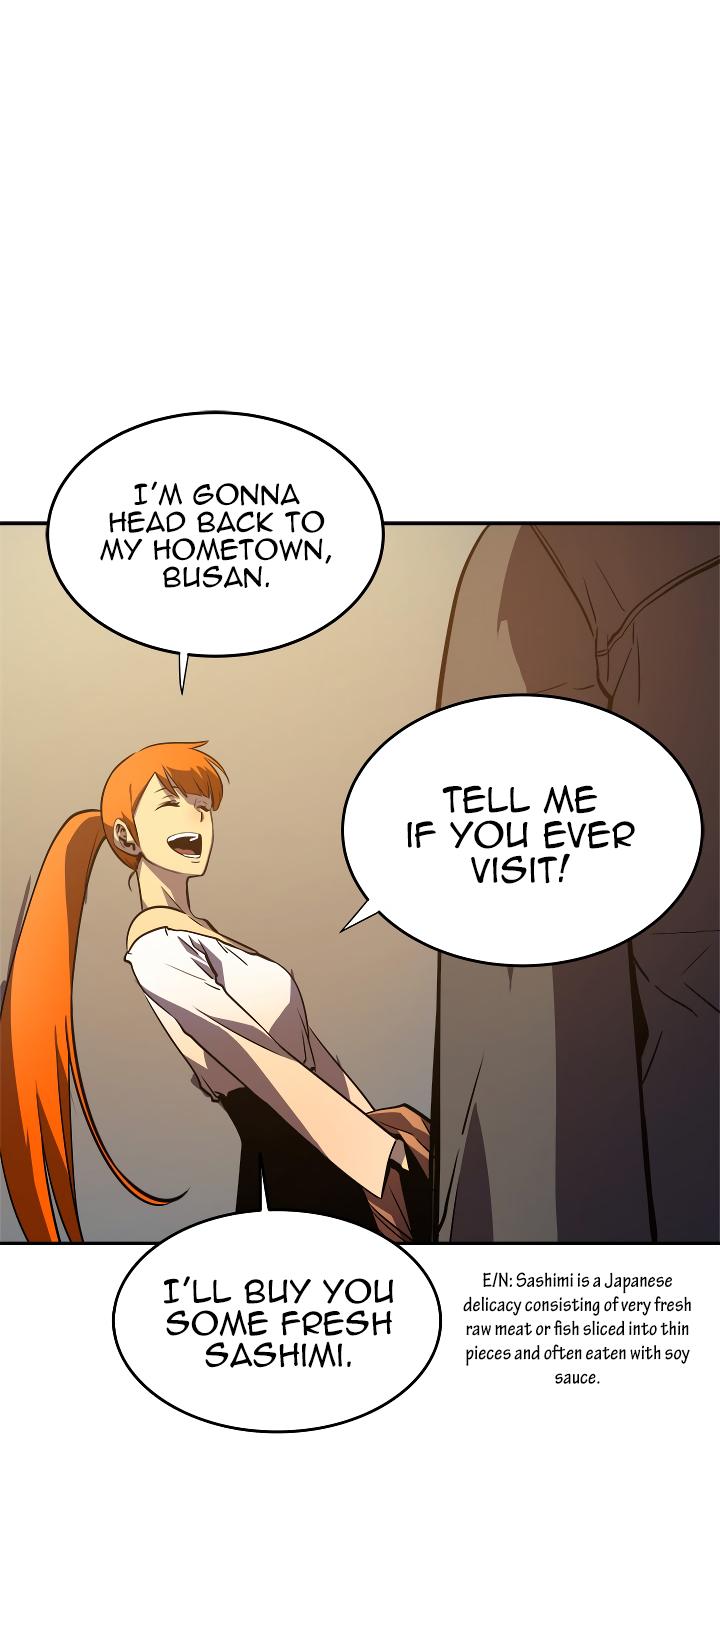 I'M GONNA
HEAD BACK TO
MY HOMETOWN,
BUSAN.
TELL ME
IF YOU EVER
VISIT!
I'LL BUY YOU
SOME FRESH
SASHIMI.
E/N: Sashimi is a Japanese
delicacy consisting of very fresh
raw meat or fish sliced into thin
pieces and often eaten with soy
sauce.